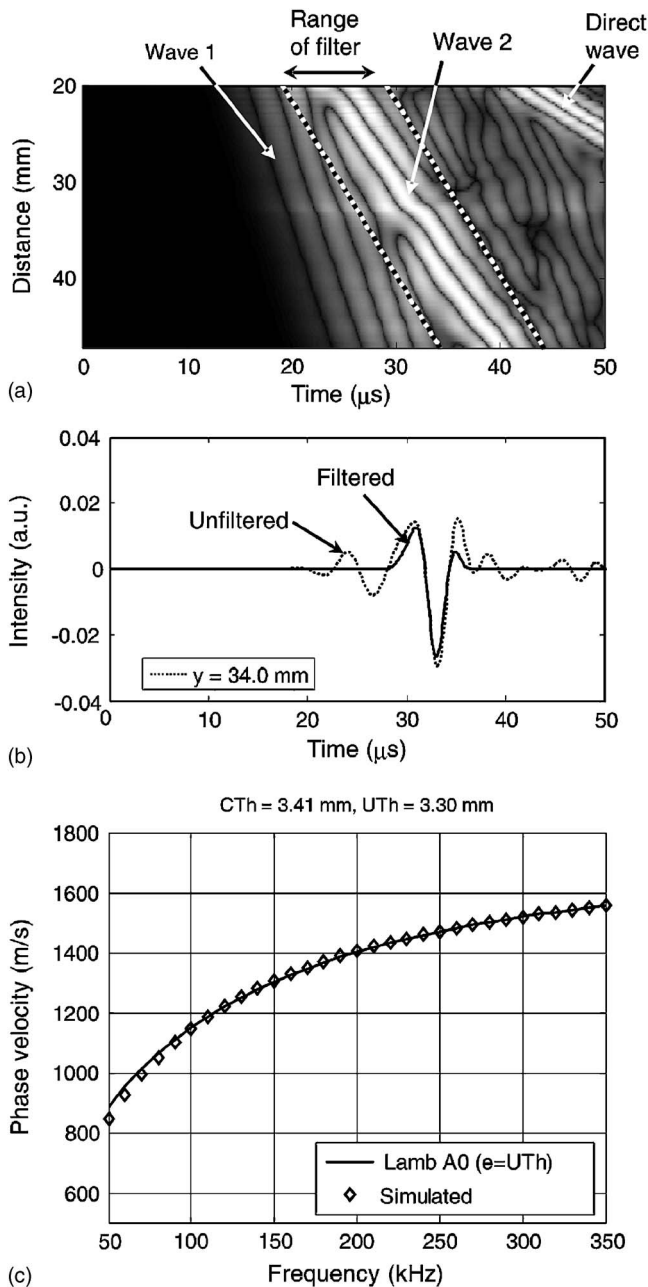 Range
of filter
Direct
wave
Wave 1
Wave 2
20
30
40
Distance (mm)
0 10 20 30 40 50
Time (μs)
(a)
0.04
0.02
0
-0.02
-0.04
Intensity (a.u.)
Filtered
Unfiltered
y = 34.0 mm
0 10 20 30 40 50
Time (μs)
(b)
CTh = 3.41 mm, UTh = 3.30 mm
1800
1600
1400
1200
1000
800
600
Phase velocity (m/s)
Lamb A0 (e=UTh)
Simulated
50 100 150 200 250 300 350
Frequency (kHz)
(c)